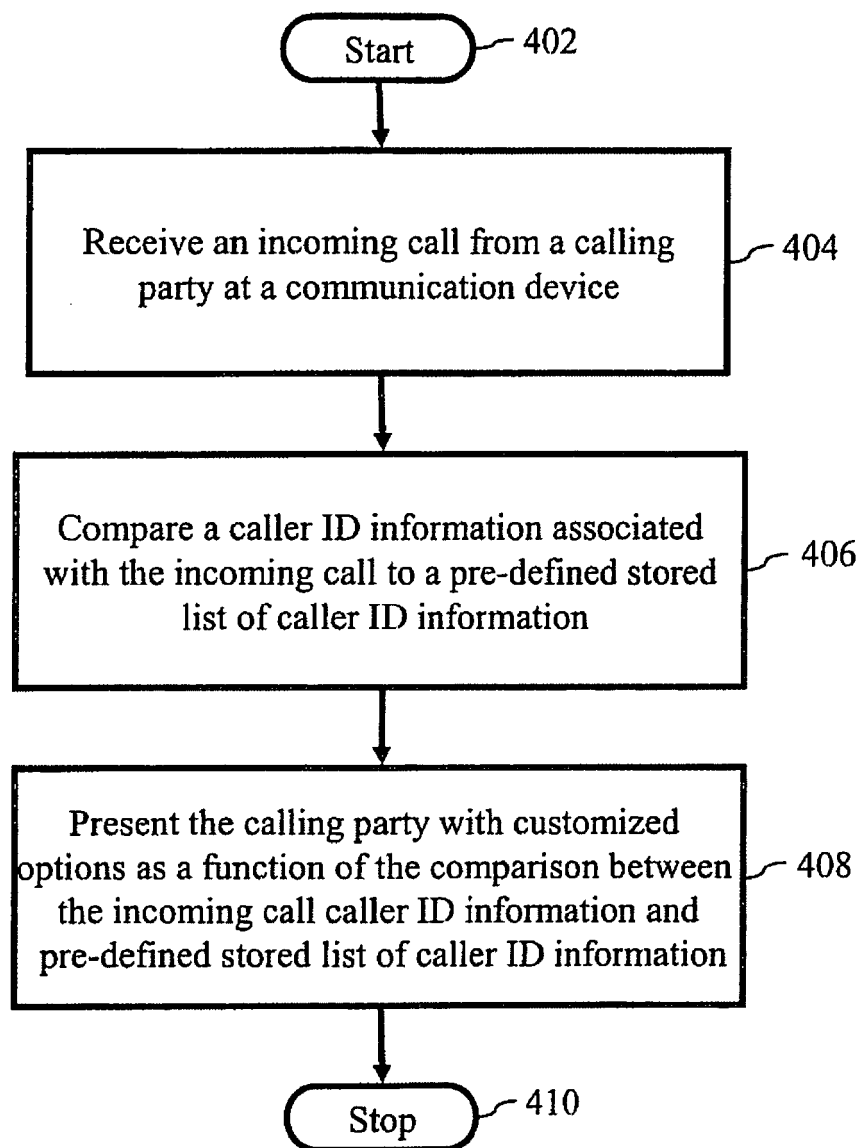 Start
402
Receive an incoming call from a calling
party at a communication device
404
Compare a caller ID information associated
with the incoming call to a pre-defined stored
list of caller ID information
406
Present the calling party with customized
options as a function of the comparison between
the incoming call caller ID information and
pre-defined stored list of caller ID information
408
Stop
410